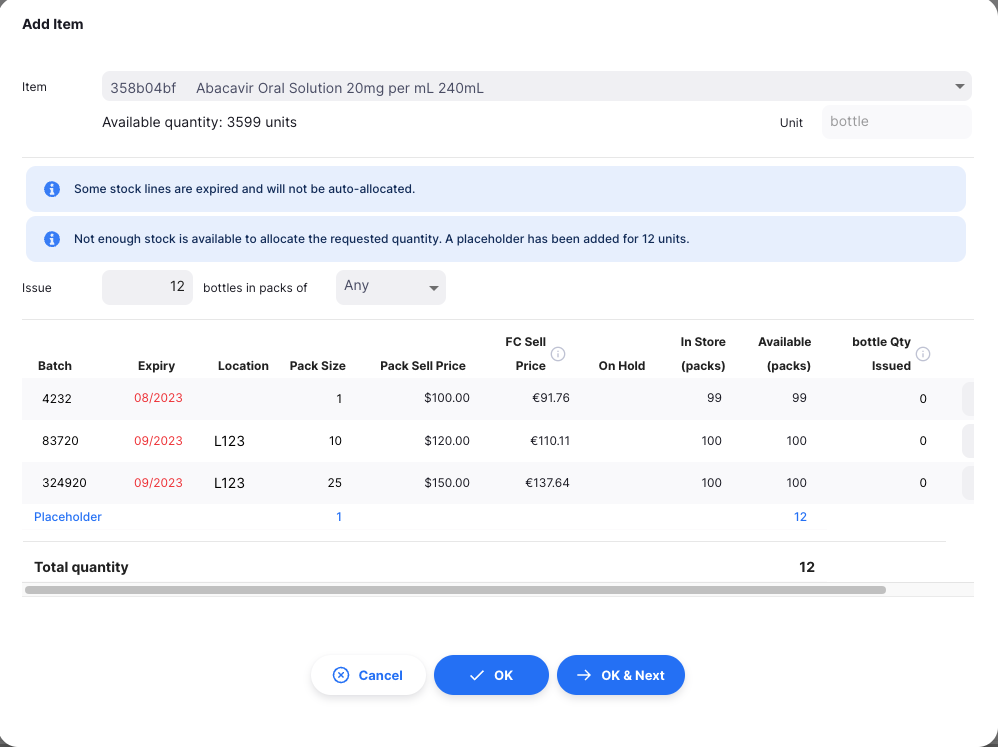 Add Item
Item 358b04bf Abacavir Oral Solution 20mg per mL 240mL
Available quantity: 3599 units Unit bottle
Some stock lines are expired and will not be auto-allocated.
Not enough stock is available to allocate the requested quantity. A placeholder has been added for 12 units.
Issue 12 bottles in packs of Any
Batch Expiry Location Pack Size Pack Sell Price FC Sell Price On Hold In Store (packs) Available (packs) bottle Qty Issued
4232 08/2023 1 $100.00 €91.76 99 99 0
83720 09/2023 L123 10 $120.00 €110.11 100 100 0
324920 09/2023 L123 25 $150.00 €137.64 100 100 0
Placeholder 1 12
Total quantity 12
Cancel OK OK & Next